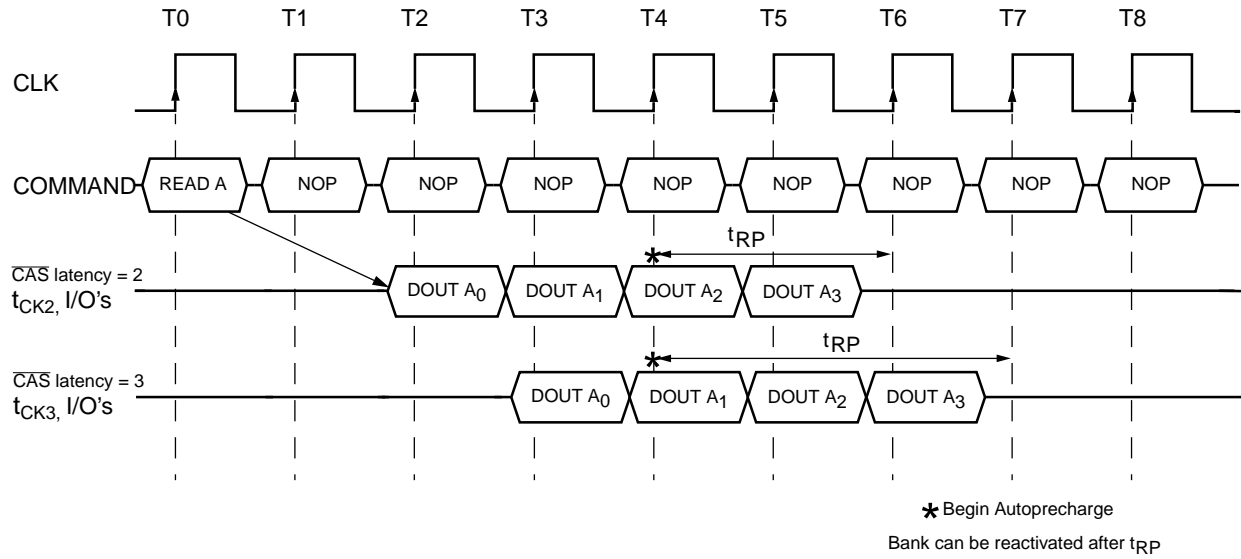 T0 T1 T2 T3 T4 T5 T6 T7 T8
CLK
COMMAND READ A NOP NOP NOP NOP NOP NOP NOP NOP
* tRP
CAS latency = 2
tCK2, I/O's DOUT A0 DOUT A1 DOUT A2 DOUT A3
* tRP
CAS latency = 3
tCK3, I/O's DOUT A0 DOUT A1 DOUT A2 DOUT A3
* Begin Autoprecharge
Bank can be reactivated after tRP